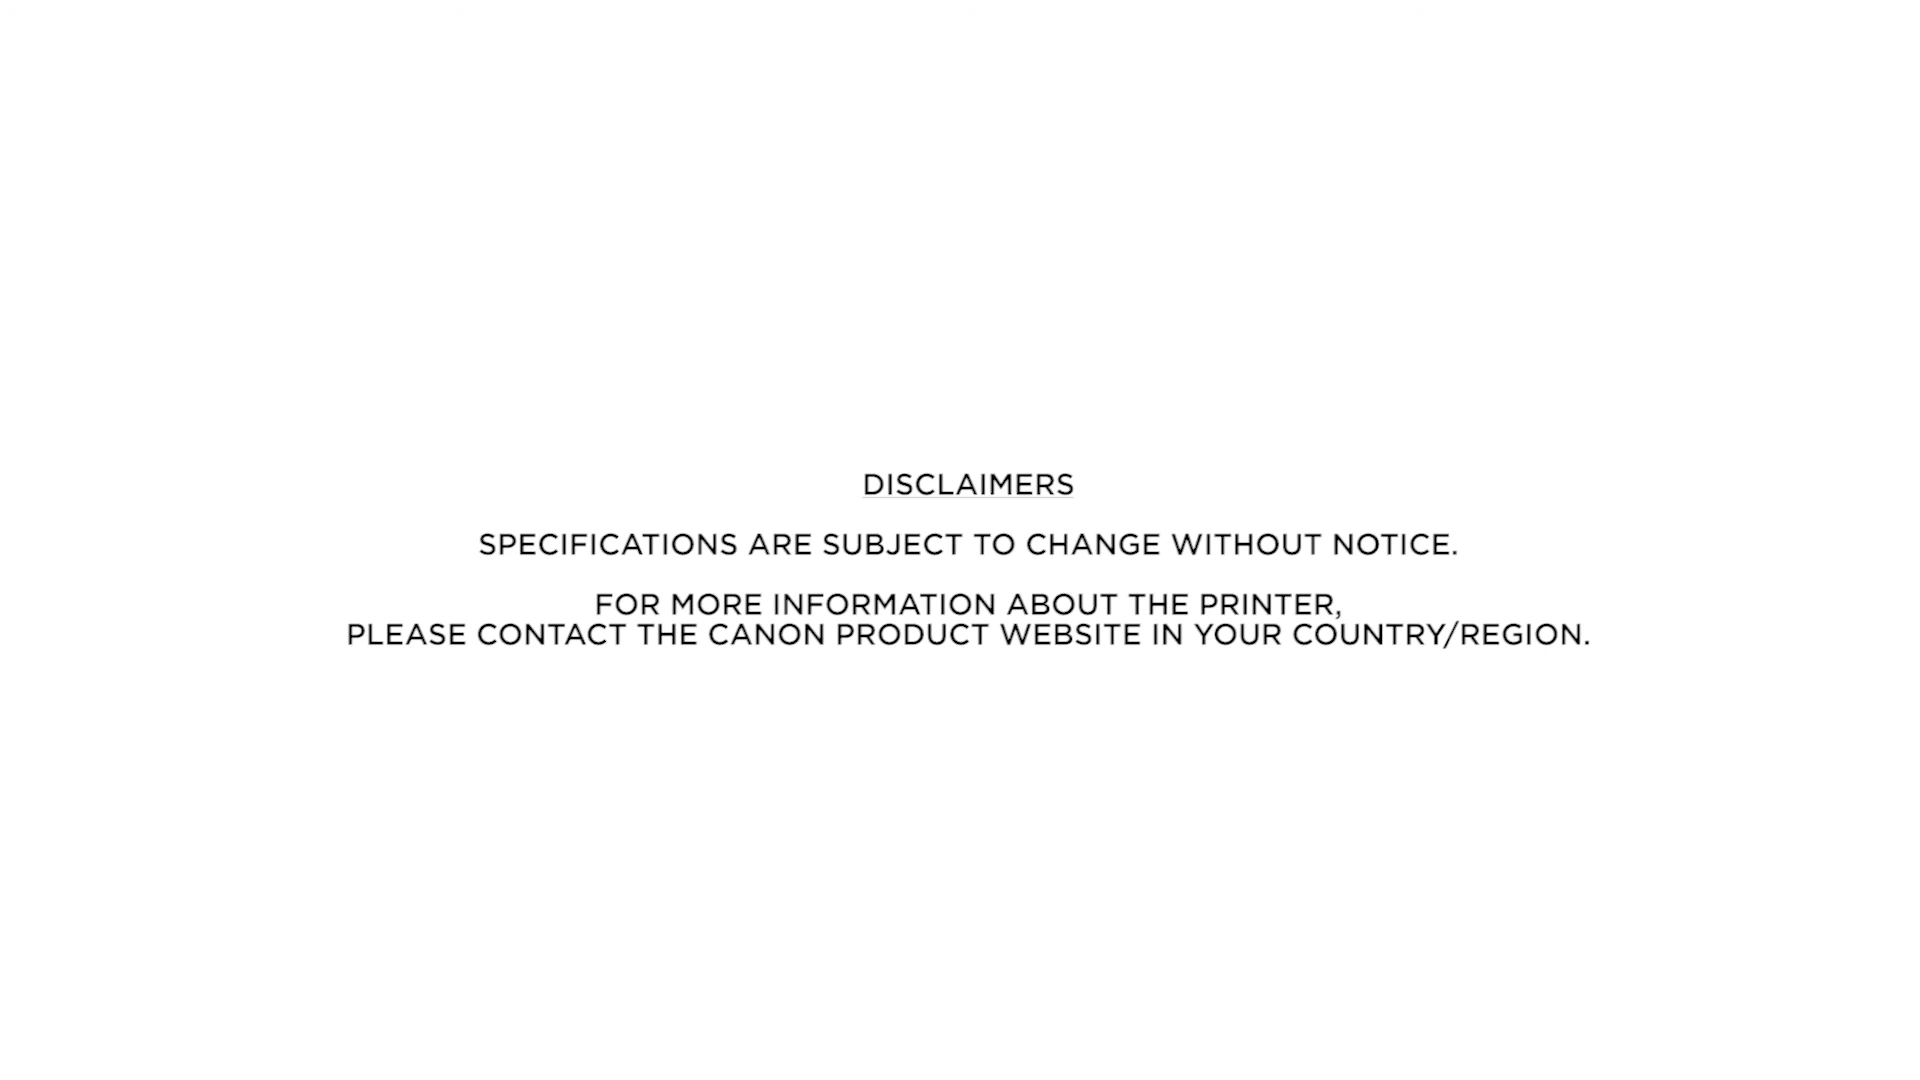 DISCLAIMERS
SPECIFICATIONS ARE SUBJECT TO CHANGE WITHOUT NOTICE.
FOR MORE INFORMATION ABOUT THE PRINTER,
PLEASE CONTACT THE CANON PRODUCT WEBSITE IN YOUR COUNTRY/REGION.